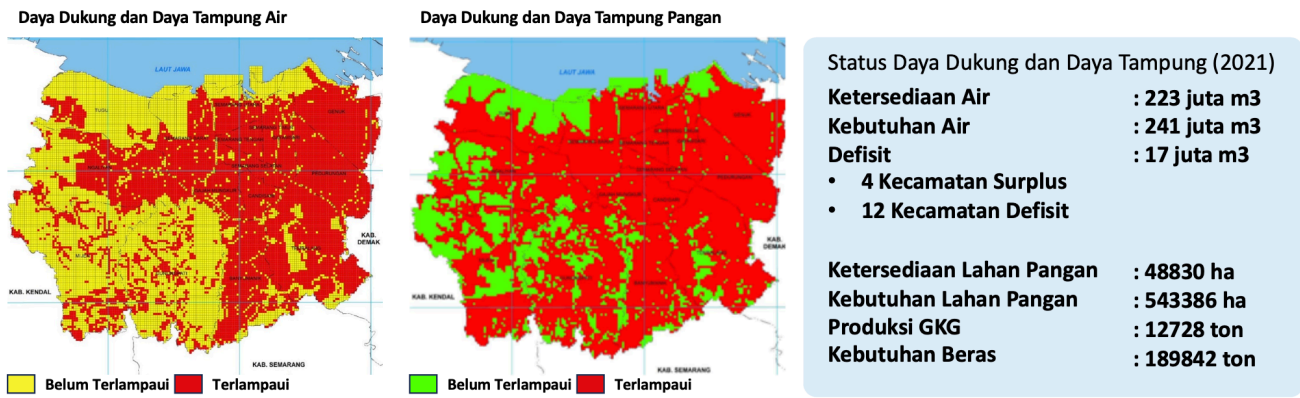 Daya Dukung dan Daya Tampung Air
LAUT JAWA
TUGU
GENUK
KAB. DEMAK
KAB. KENDAL
KAB. SEMARANG
Belum Terlampaui
Terlampaui
Daya Dukung dan Daya Tampung Pangan
LAUT JAWA
KAB. DEMAK
KAB. KENDAL
KAB. SEMARANG
Belum Terlampaui
Terlampaui
Status Daya Dukung dan Daya Tampung (2021)
Ketersediaan Air : 223 juta m3
Kebutuhan Air : 241 juta m3
Defisit : 17 juta m3
• 4 Kecamatan Surplus
• 12 Kecamatan Defisit
Ketersediaan Lahan Pangan : 48830 ha
Kebutuhan Lahan Pangan : 543386 ha
Produksi GKG : 12728 ton
Kebutuhan Beras : 189842 ton